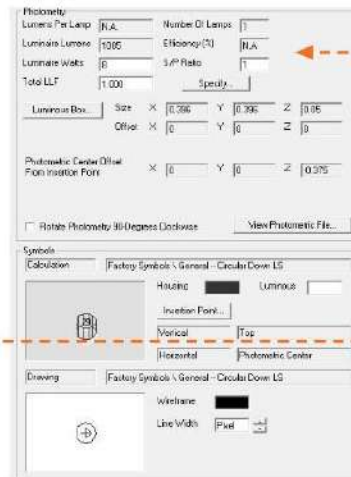 Photometry
Lumens Per Lamp N.A. Number Of Lamps 1
Luminaire Lumens 1085 Efficiency (%) N.A
Luminaire Watts 8 S/P Ratio 1
Total LLF 1.000 Specify...
Luminous Box... Size X 0.396 Y 0.396 Z 0.05
Offset X 0 Y 0 Z 0
Photometric Center Offset
From Insertion Point X 0 Y 0 Z 0.375
Rotate Photometry 90-Degrees Clockwise View Photometric File...
Symbols
Calculation Factory Symbols \ General - Circular Down LS
Housing Luminous
Insertion Point...
Vertical Top
Horizontal Photometric Center
Drawing Factory Symbols \ General - Circular Down LS
Wireframe
Line Width Pixel